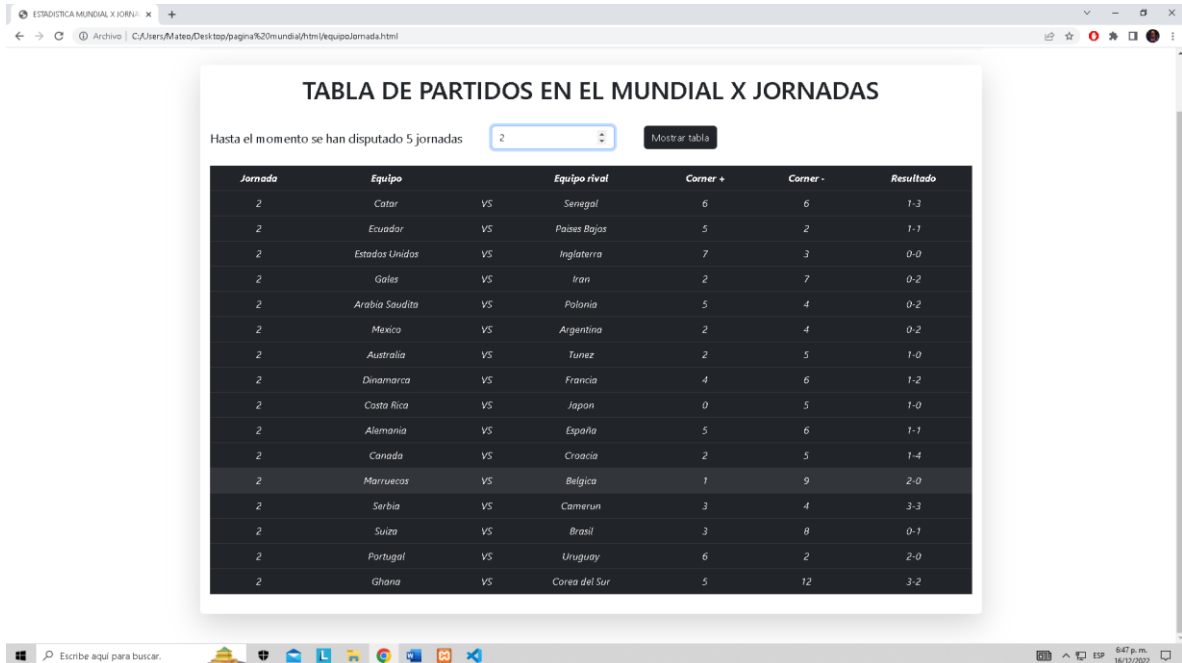 ESTADISTICA MUNDIAL X JORNA
Archivo | C:/Users/Mateo/Desktop/pagina%20mundial/html/equipoJornada.html
TABLA DE PARTIDOS EN EL MUNDIAL X JORNADAS
Hasta el momento se han disputado 5 jornadas 2 Mostrar tabla
Jornada Equipo Equipo rival Corner + Corner - Resultado
2 Catar VS Senegal 6 6 1-3
2 Ecuador VS Paises Bajos 5 2 1-1
2 Estados Unidos VS Inglaterra 7 3 0-0
2 Gales VS Iran 2 7 0-2
2 Arabia Saudita VS Polonia 5 4 0-2
2 Mexico VS Argentina 2 4 0-2
2 Australia VS Tunez 2 5 1-0
2 Dinamarca VS Francia 4 6 1-2
2 Costa Rica VS Japon 0 5 1-0
2 Alemania VS España 5 6 1-1
2 Canada VS Croacia 2 5 1-4
2 Marruecos VS Belgica 1 9 2-0
2 Serbia VS Camerun 3 4 3-3
2 Suiza VS Brasil 3 8 0-1
2 Portugal VS Uruguay 6 2 2-0
2 Ghana VS Corea del Sur 5 12 3-2
Escribe aquí para buscar.
L
W
ESP
6:47 p. m.
16/12/2022